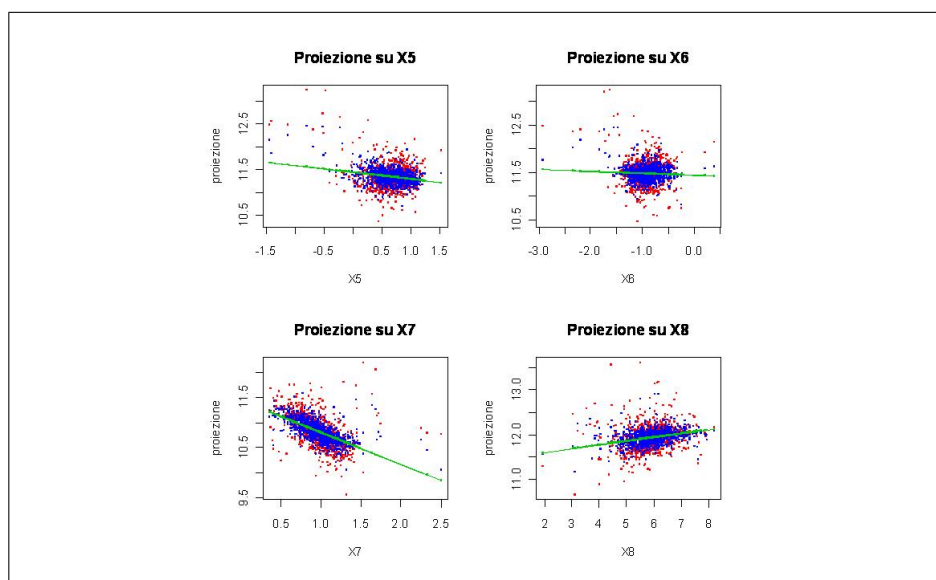 Proiezione su X5
proiezione
10.5 11.5 12.5
-1.5 -0.5 0.5 1.0 1.5
X5
Proiezione su X6
proiezione
10.5 11.5 12.5
-3.0 -2.0 -1.0 0.0
X6
Proiezione su X7
proiezione
9.5 10.5 11.5
0.5 1.0 1.5 2.0 2.5
X7
Proiezione su X8
proiezione
11.0 12.0 13.0
2 3 4 5 6 7 8
X8